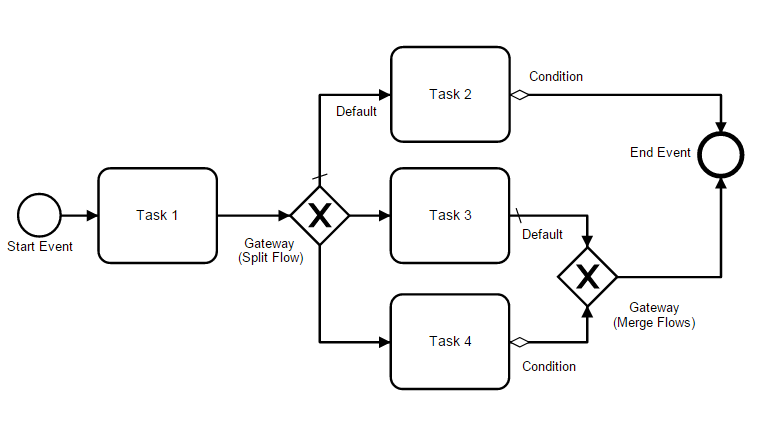 Start Event
Task 1
Gateway
(Split Flow)
Default
Task 2
Condition
Task 3
Default
Task 4
Condition
Gateway
(Merge Flows)
End Event